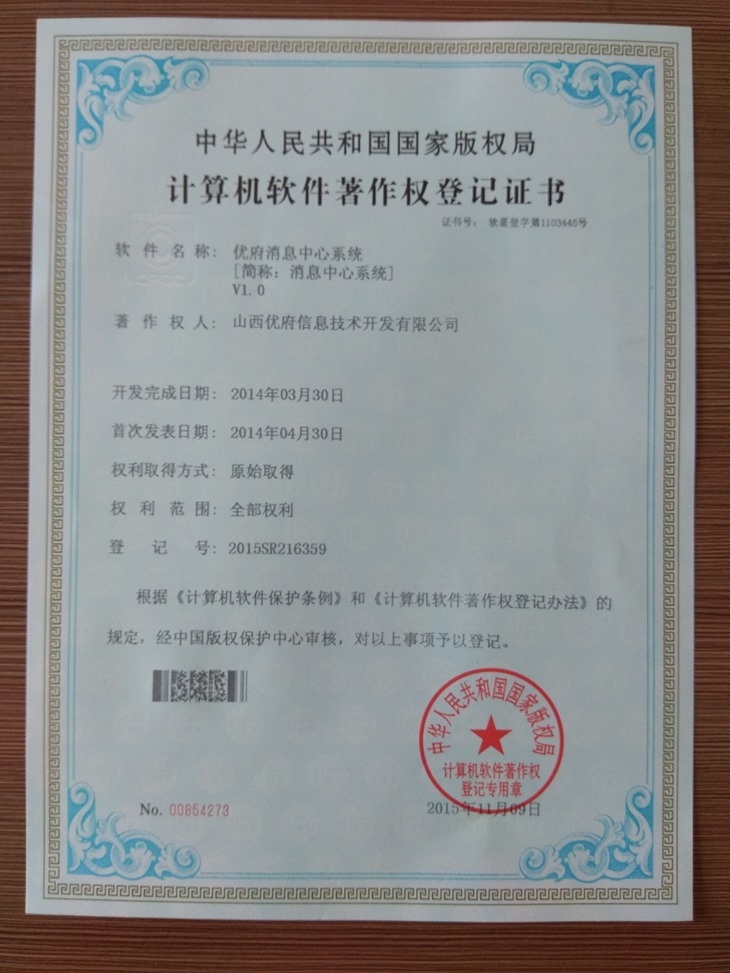 中华人民共和国国家版权局
计算机软件著作权登记证书
证书号： 软著登字第1103445号
软件名称： 优府消息中心系统
[简称：消息中心系统]
V1.0
著作权人： 山西优府信息技术开发有限公司
开发完成日期： 2014年03月30日
首次发表日期： 2014年04月30日
权利取得方式： 原始取得
权利范围： 全部权利
登记号： 2015SR216359
根据《计算机软件保护条例》和《计算机软件著作权登记办法》的
规定，经中国版权保护中心审核，对以上事项予以登记。
中华人民共和国国家版权局
计算机软件著作权
登记专用章
No. 00854273
2015年11月09日